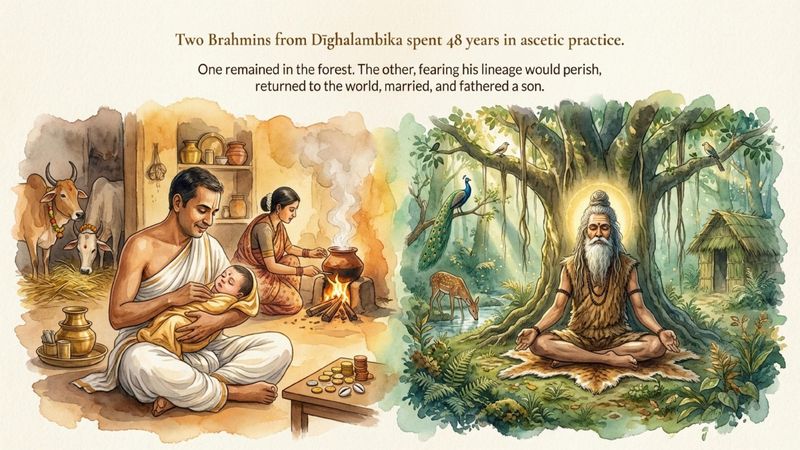 Two Brahmins from Dīghalambika spent 48 years in ascetic practice.
One remained in the forest. The other, fearing his lineage would perish,
returned to the world, married, and fathered a son.